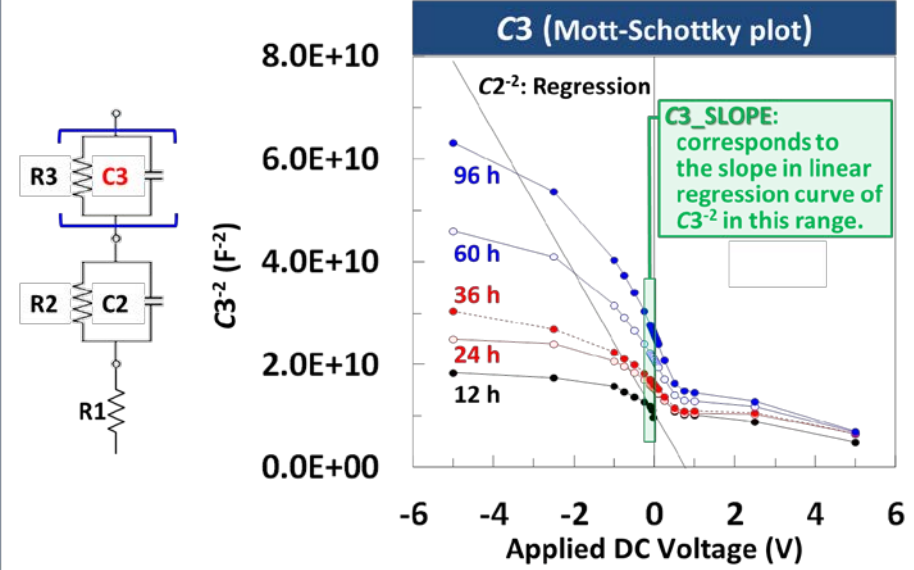 C3 (Mott-Schottky plot)
8.0E+10
6.0E+10
4.0E+10
2.0E+10
0.0E+00
C3⁻² (F⁻²)
C2⁻²: Regression
C3_SLOPE:
corresponds to
the slope in linear
regression curve of
C3⁻² in this range.
96 h
60 h
36 h
24 h
12 h
-6 -4 -2 0 2 4 6
Applied DC Voltage (V)
R3 C3
R2 C2
R1